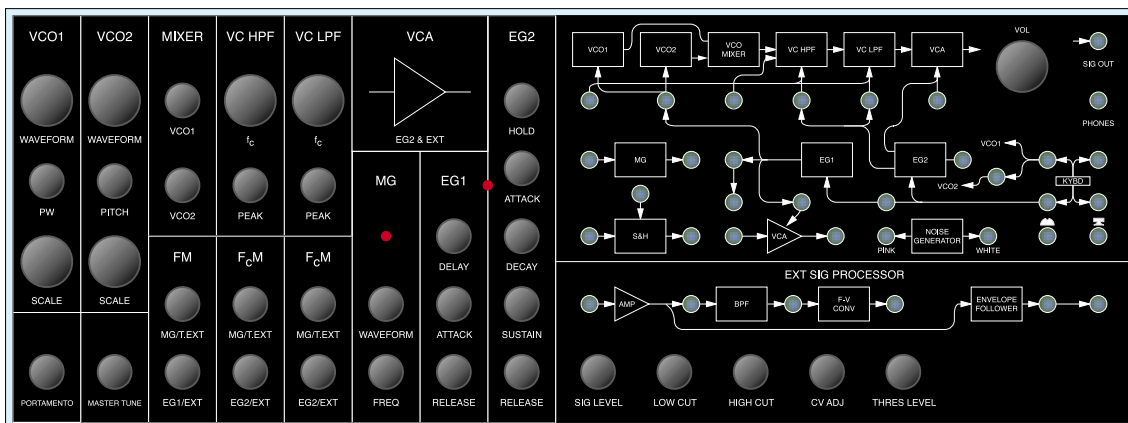 VCO1 VCO2 MIXER VC HPF VC LPF VCA EG2
WAVEFORM WAVEFORM VCO1 fc fc EG2 & EXT HOLD
MG EG1
PW PITCH VCO2 PEAK PEAK ATTACK
FM FCM FCM DELAY DECAY
SCALE SCALE
MG/T.EXT MG/T.EXT MG/T.EXT WAVEFORM ATTACK SUSTAIN
PORTAMENTO MASTER TUNE EG1/EXT EG2/EXT EG2/EXT FREQ RELEASE RELEASE
VOL
VCO1 VCO2 VCO MIXER VC HPF VC LPF VCA
SIG OUT
PHONES
VCO1
MG EG1 EG2
KYBD
VCO2
S&H VCA PINK NOISE GENERATOR WHITE
EXT SIG PROCESSOR
AMP BPF F-V CONV ENVELOPE FOLLOWER
SIG LEVEL LOW CUT HIGH CUT CV ADJ THRES LEVEL